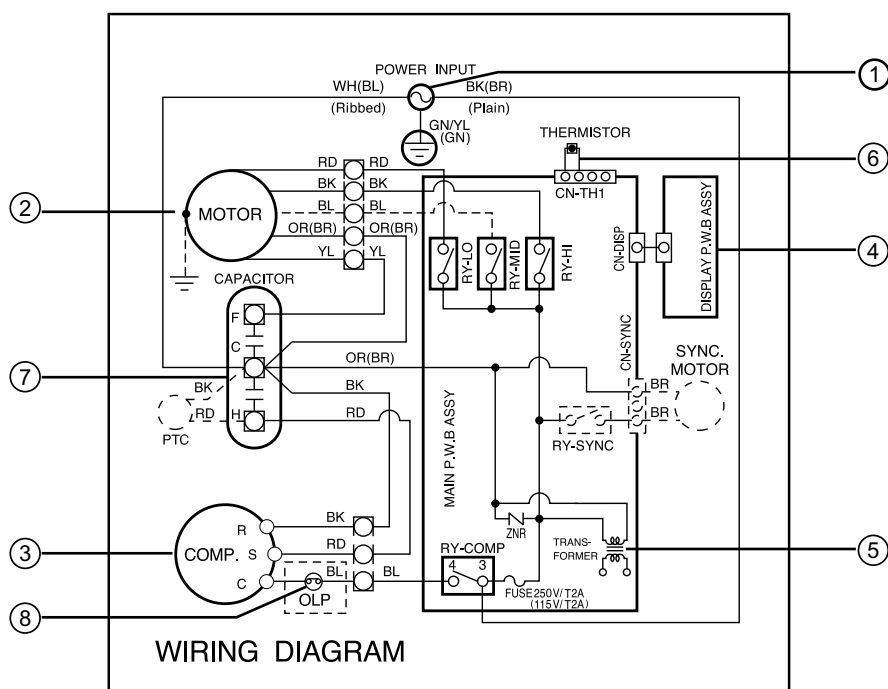 POWER INPUT
1
WH(BL)
BK(BR)
(Ribbed)
(Plain)
GN/YL
(GN)
THERMISTOR
6
CN-TH1
RD RD
BK BK
2
MOTOR
BL BL
OR(BR) OR(BR)
YL YL
RY-LO
RY-MID
RY-HI
CN-DISP
DISPLAY P.W.B ASSY
4
CAPACITOR
F
C
H
OR(BR)
BK
RD
7
BK
RD
PTC
CN-SYNC
SYNC.
MOTOR
BR
BR
RY-SYNC
MAIN P.W.B ASSY
ZNR
TRANS-
FORMER
5
3
COMP.
R
S
C
BK
RD
BL BL
OLP
8
RY-COMP
4 3
FUSE250V/T2A
(115V/T2A)
WIRING DIAGRAM